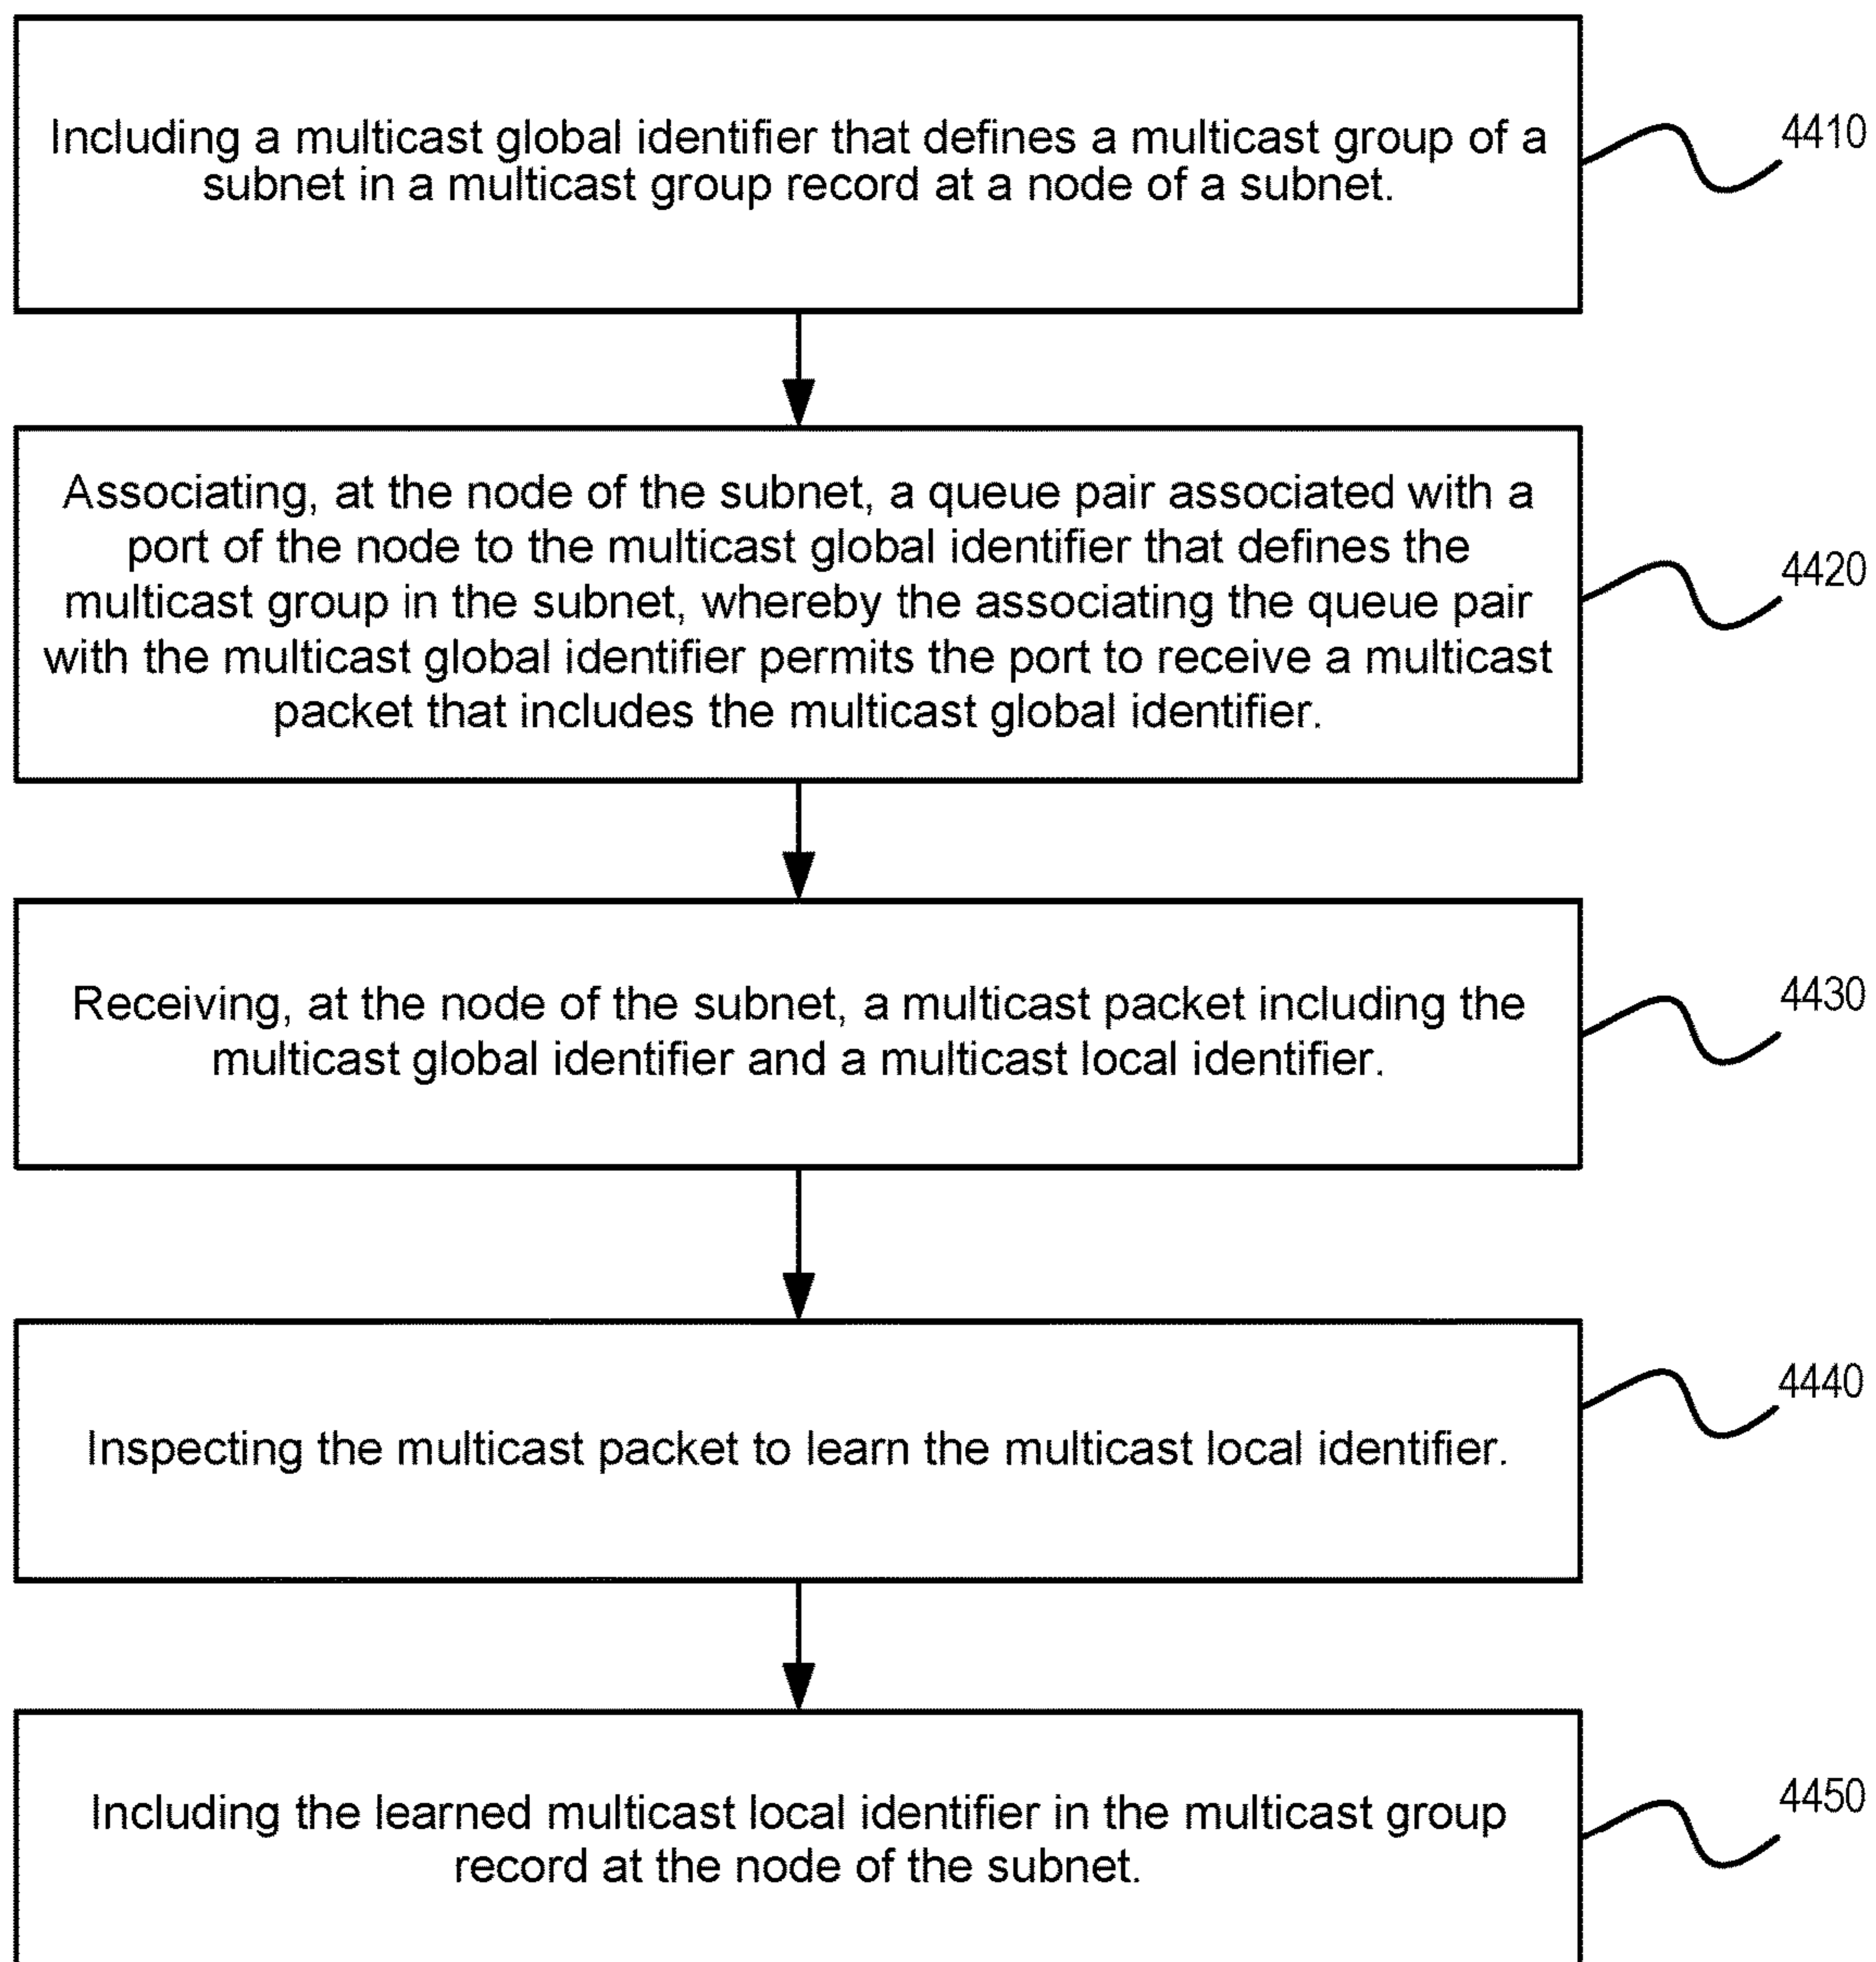 Including a multicast global identifier that defines a multicast group of a
subnet in a multicast group record at a node of a subnet.
4410
Associating, at the node of the subnet, a queue pair associated with a
port of the node to the multicast global identifier that defines the
multicast group in the subnet, whereby the associating the queue pair
with the multicast global identifier permits the port to receive a multicast
packet that includes the multicast global identifier.
4420
Receiving, at the node of the subnet, a multicast packet including the
multicast global identifier and a multicast local identifier.
4430
Inspecting the multicast packet to learn the multicast local identifier.
4440
Including the learned multicast local identifier in the multicast group
record at the node of the subnet.
4450